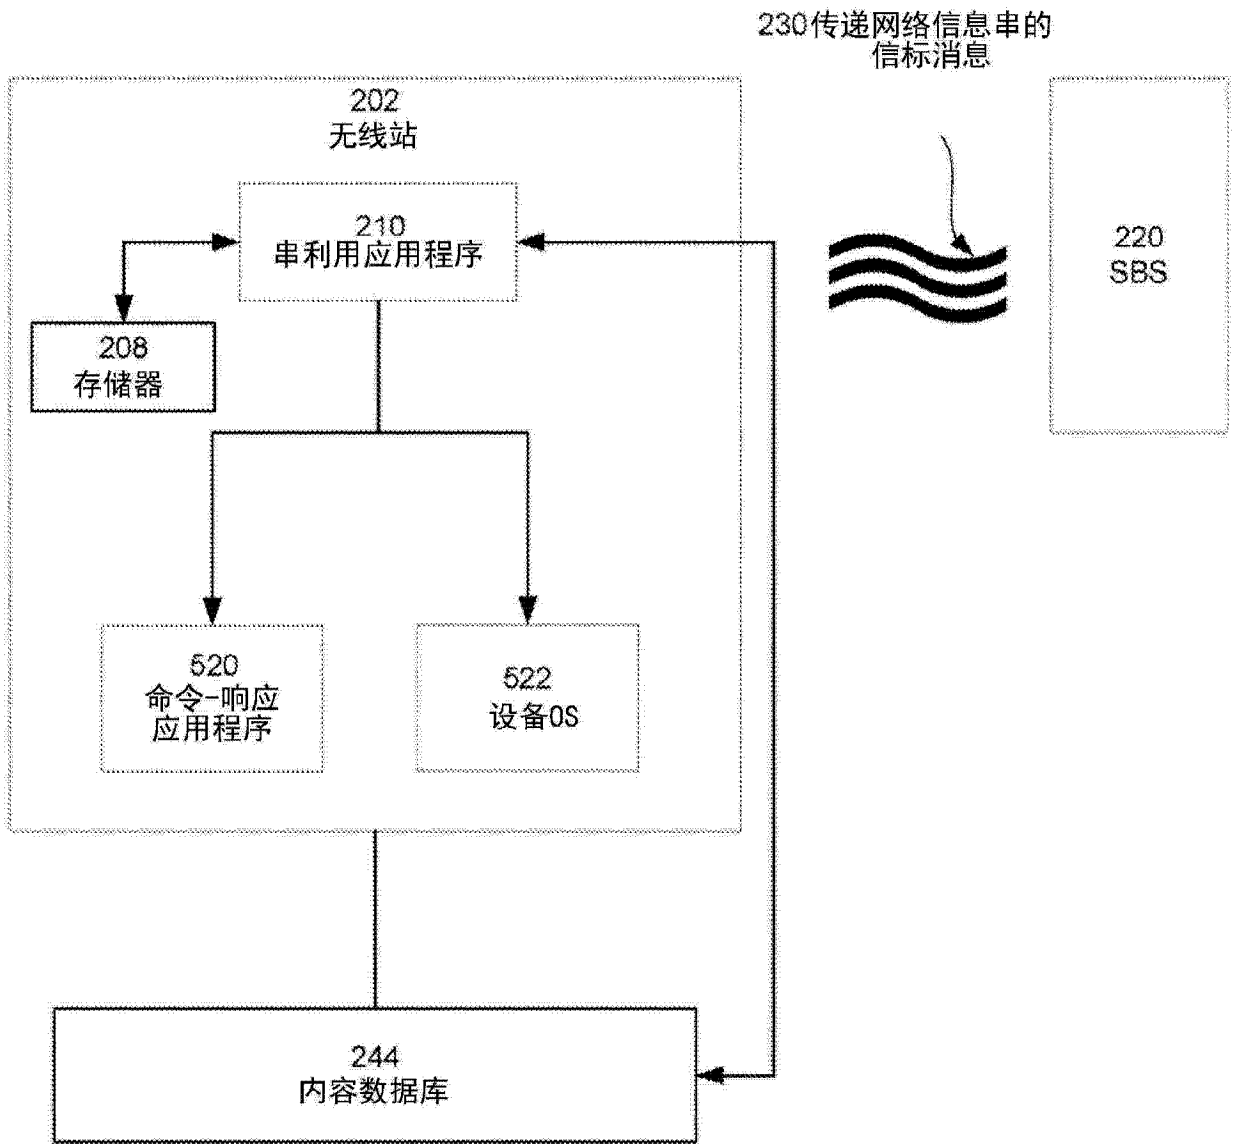 230传递网络信息串的
信标消息
202
无线站
210
串利用应用程序
220
SBS
208
存储器
520
命令-响应
应用程序
522
设备OS
244
内容数据库